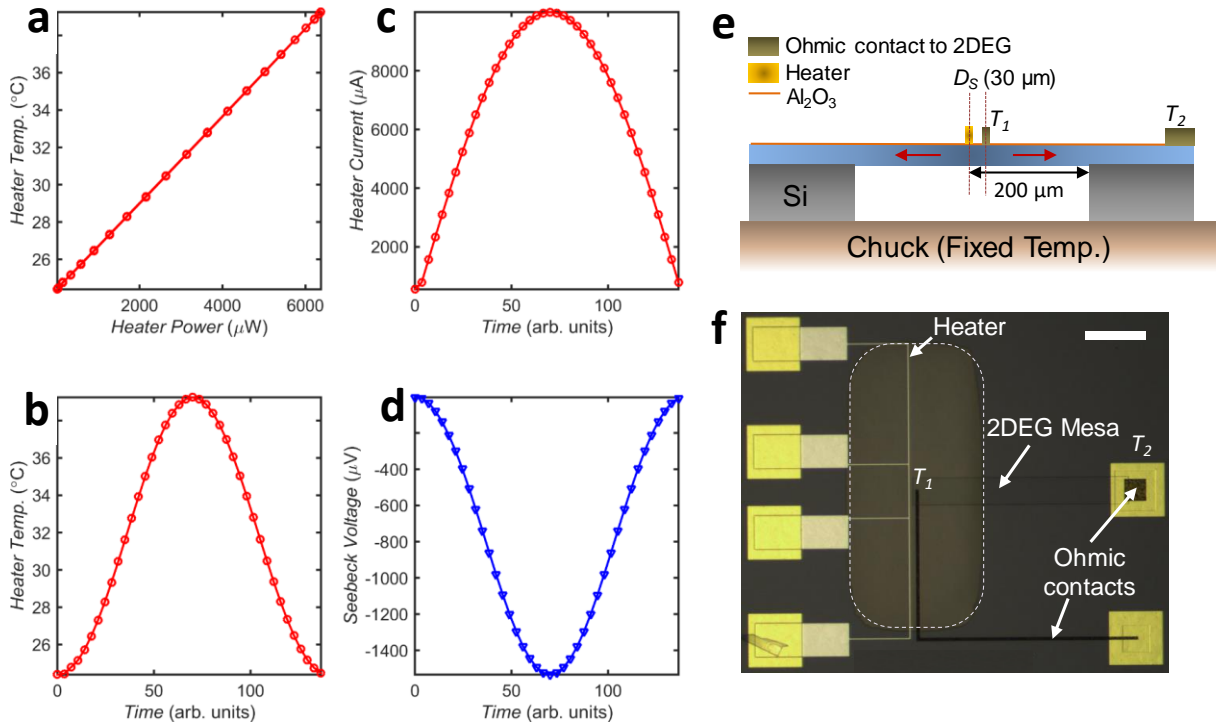 a
38
36
34
32
30
28
26
Heater Temp. (°C)
2000
4000
6000
Heater Power (μW)
c
8000
6000
4000
2000
Heater Current (μA)
0
50
100
Time (arb. units)
e
Ohmic contact to 2DEG
Heater
Al2O3
DS (30 μm)
T1
T2
200 μm
Si
Chuck (Fixed Temp.)
b
38
36
34
32
30
28
26
Heater Temp. (°C)
0
50
100
Time (arb. units)
d
-400
-600
-800
-1000
-1200
-1400
Seebeck Voltage (μV)
0
50
100
Time (arb. units)
f
Heater
2DEG Mesa
T2
T1
Ohmic
contacts